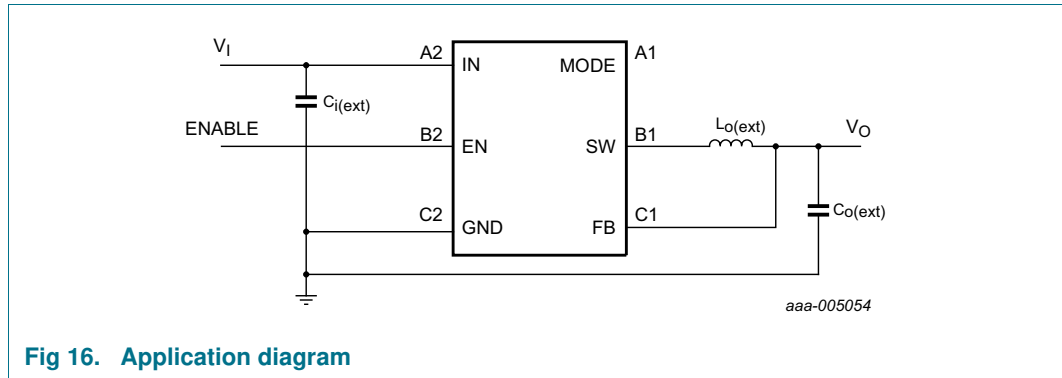 VI
A2
IN
MODE
A1
Ci(ext)
ENABLE
B2
EN
SW
B1
Lo(ext)
VO
C2
GND
FB
C1
Co(ext)
aaa-005054
Fig 16. Application diagram